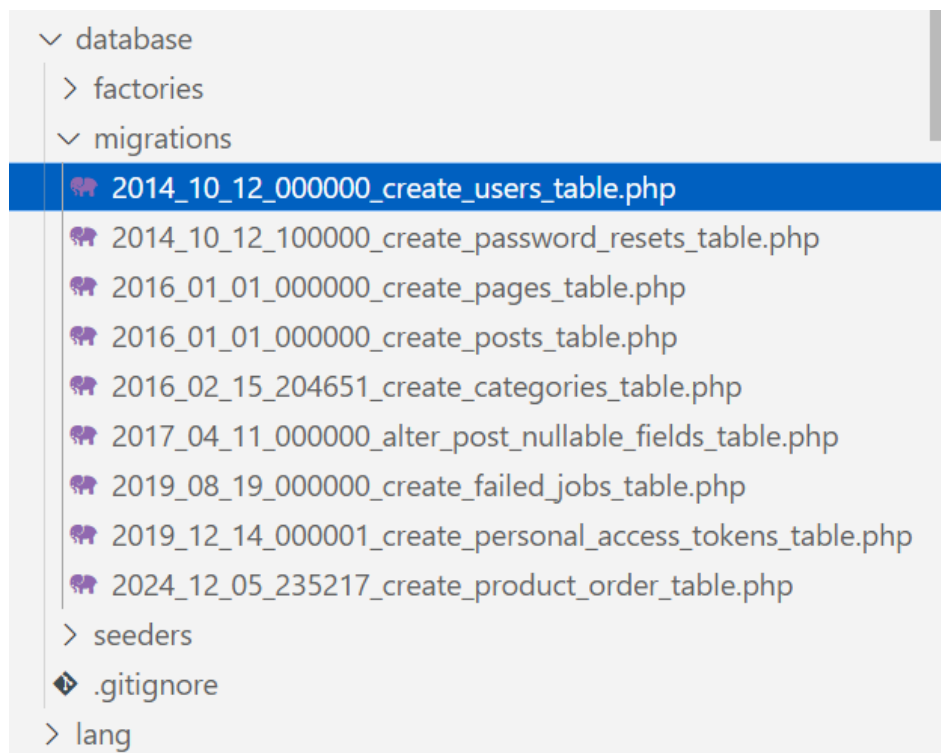 database
factories
migrations
2014_10_12_000000_create_users_table.php
2014_10_12_100000_create_password_resets_table.php
2016_01_01_000000_create_pages_table.php
2016_01_01_000000_create_posts_table.php
2016_02_15_204651_create_categories_table.php
2017_04_11_000000_alter_post_nullable_fields_table.php
2019_08_19_000000_create_failed_jobs_table.php
2019_12_14_000001_create_personal_access_tokens_table.php
2024_12_05_235217_create_product_order_table.php
seeders
.gitignore
lang